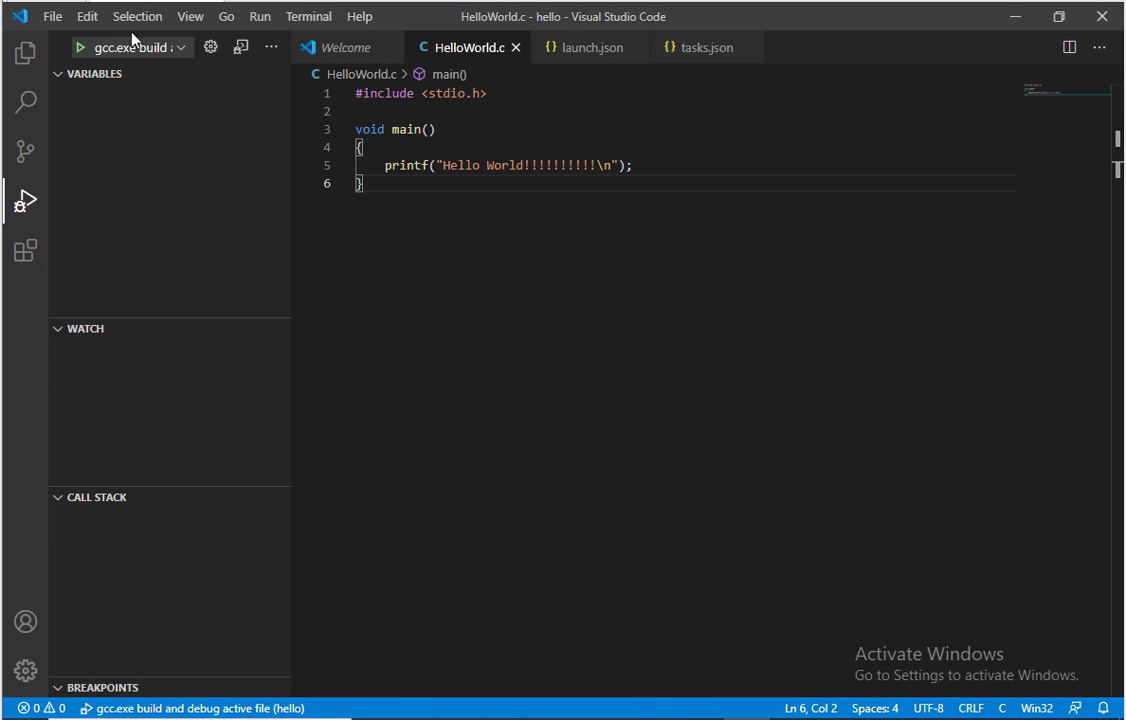 File Edit Selection View Go Run Terminal Help HelloWorld.c - hello - Visual Studio Code
gcc.exe build
Welcome C HelloWorld.c launch.json tasks.json
VARIABLES
C HelloWorld.c > main()
1 #include <stdio.h>
2
3 void main()
4 {
5 printf("Hello World!!!!!!!!!!\n");
6 }
WATCH
CALL STACK
BREAKPOINTS
Activate Windows
Go to Settings to activate Windows.
0 0 gcc.exe build and debug active file (hello) Ln 6, Col 2 Spaces: 4 UTF-8 CRLF C Win32